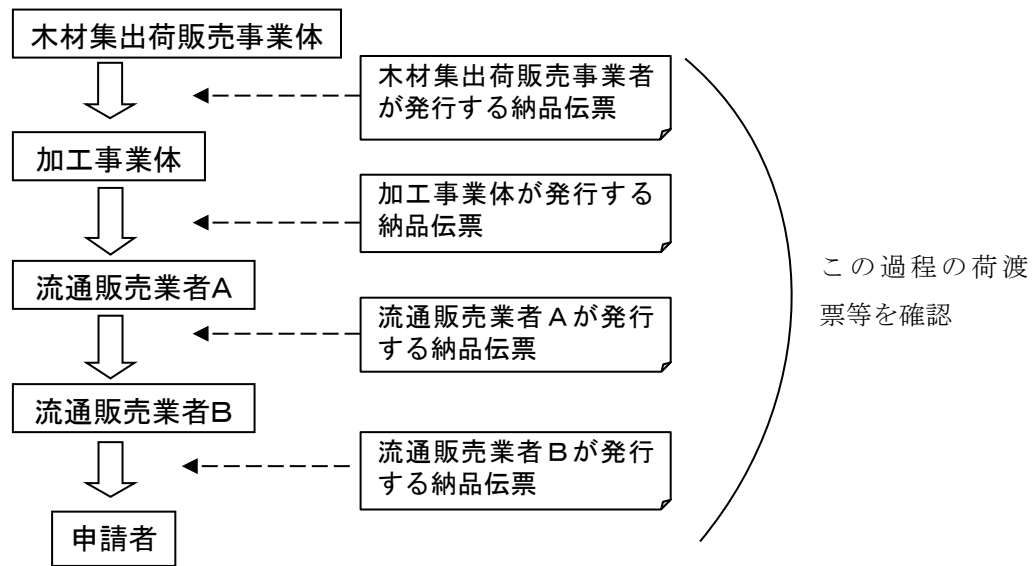 木材集出荷販売事業体
木材集出荷販売事業者
が発行する納品伝票
加工事業体
加工事業体が発行する
納品伝票
流通販売業者A
流通販売業者Aが発行
する納品伝票
流通販売業者B
流通販売業者Bが発行
する納品伝票
申請者
この過程の荷渡
票等を確認